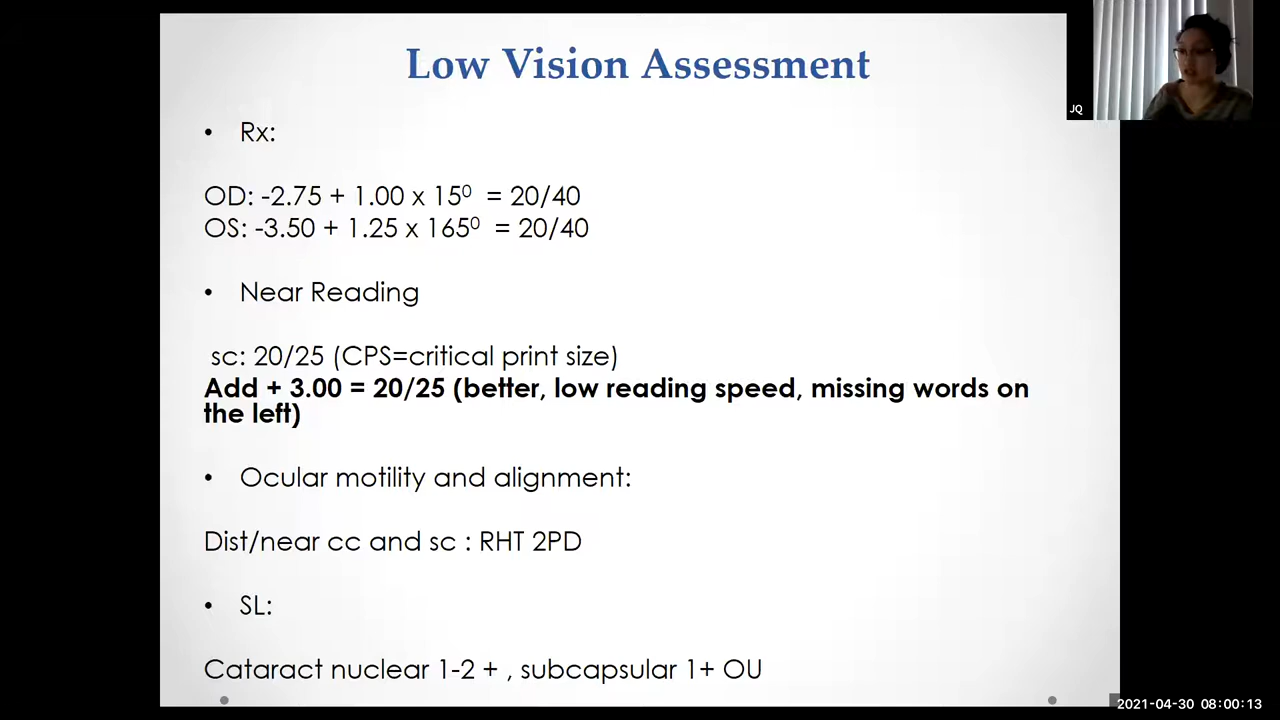 Low Vision Assessment
JQ
• Rx:
OD: -2.75 + 1.00 x 15⁰ = 20/40
OS: -3.50 + 1.25 x 165⁰ = 20/40
• Near Reading
sc: 20/25 (CPS=critical print size)
Add + 3.00 = 20/25 (better, low reading speed, missing words on
the left)
• Ocular motility and alignment:
Dist/near cc and sc : RHT 2PD
• SL:
Cataract nuclear 1-2 + , subcapsular 1+ OU
2021-04-30 08:00:13